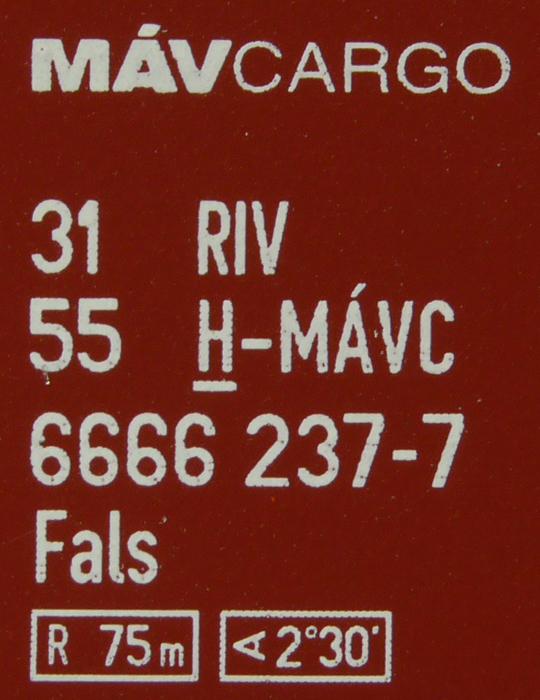 MÁVCARGO
31 RIV
55 H-MÁVC
6666 237-7
Fals
R 75m ∢ 2°30'